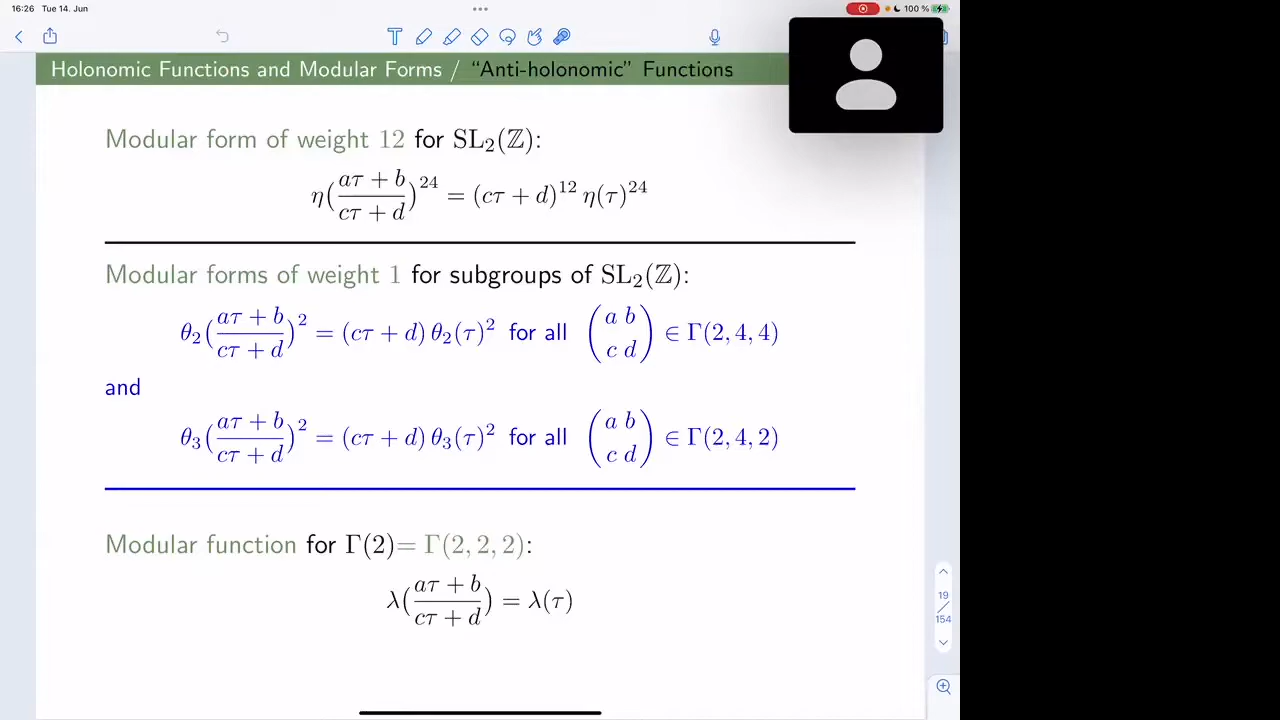 16:26 Tue 14. Jun
100 %
Holonomic Functions and Modular Forms / “Anti-holonomic” Functions
Modular form of weight 12 for SL₂(ℤ):
η((aτ + b)/(cτ + d))²⁴ = (cτ + d)¹² η(τ)²⁴
Modular forms of weight 1 for subgroups of SL₂(ℤ):
θ₂((aτ + b)/(cτ + d))² = (cτ + d) θ₂(τ)² for all (a b; c d) ∈ Γ(2, 4, 4)
and
θ₃((aτ + b)/(cτ + d))² = (cτ + d) θ₃(τ)² for all (a b; c d) ∈ Γ(2, 4, 2)
Modular function for Γ(2)= Γ(2, 2, 2):
λ((aτ + b)/(cτ + d)) = λ(τ)
19
/
154